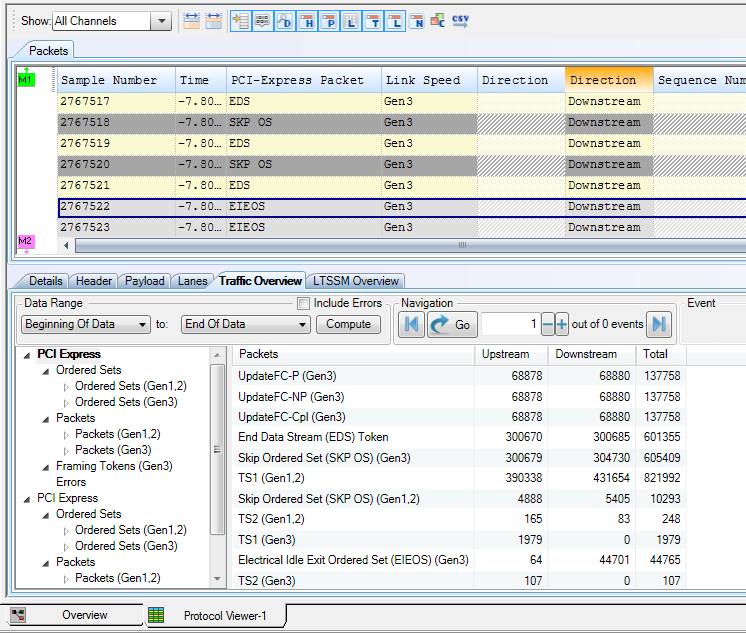 Show: All Channels
D H P L T L N C CSV
Packets
M1
Sample Number Time PCI-Express Packet Link Speed Direction Direction Sequence Num
2767517 -7.80... EDS Gen3 Downstream
2767518 -7.80... SKP OS Gen3 Downstream
2767519 -7.80... EDS Gen3 Downstream
2767520 -7.80... SKP OS Gen3 Downstream
2767521 -7.80... EDS Gen3 Downstream
2767522 -7.80... EIEOS Gen3 Downstream
2767523 -7.80... EIEOS Gen3 Downstream
M2
Details Header Payload Lanes Traffic Overview LTSSM Overview
Data Range Include Errors Navigation Event
Beginning Of Data to: End Of Data Compute Go 1 out of 0 events
PCI Express
Ordered Sets
Ordered Sets (Gen1,2)
Ordered Sets (Gen3)
Packets
Packets (Gen1,2)
Packets (Gen3)
Framing Tokens (Gen3)
Errors
PCI Express
Ordered Sets
Ordered Sets (Gen1,2)
Ordered Sets (Gen3)
Packets
Packets (Gen1,2)
Packets Upstream Downstream Total
UpdateFC-P (Gen3) 68878 68880 137758
UpdateFC-NP (Gen3) 68878 68880 137758
UpdateFC-Cpl (Gen3) 68878 68880 137758
End Data Stream (EDS) Token 300670 300685 601355
Skip Ordered Set (SKP OS) (Gen3) 300679 304730 605409
TS1 (Gen1,2) 390338 431654 821992
Skip Ordered Set (SKP OS) (Gen1,2) 4888 5405 10293
TS2 (Gen1,2) 165 83 248
TS1 (Gen3) 1979 0 1979
Electrical Idle Exit Ordered Set (EIEOS) (Gen3) 64 44701 44765
TS2 (Gen3) 107 0 107
Overview Protocol Viewer-1